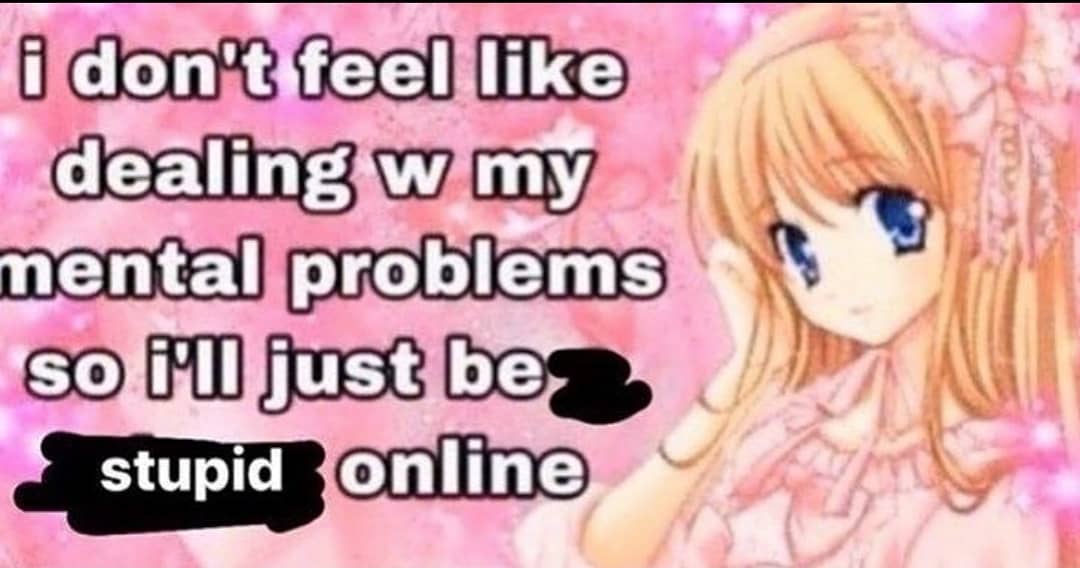 i don't feel like
dealing w my
mental problems
so i'll just be
stupid online